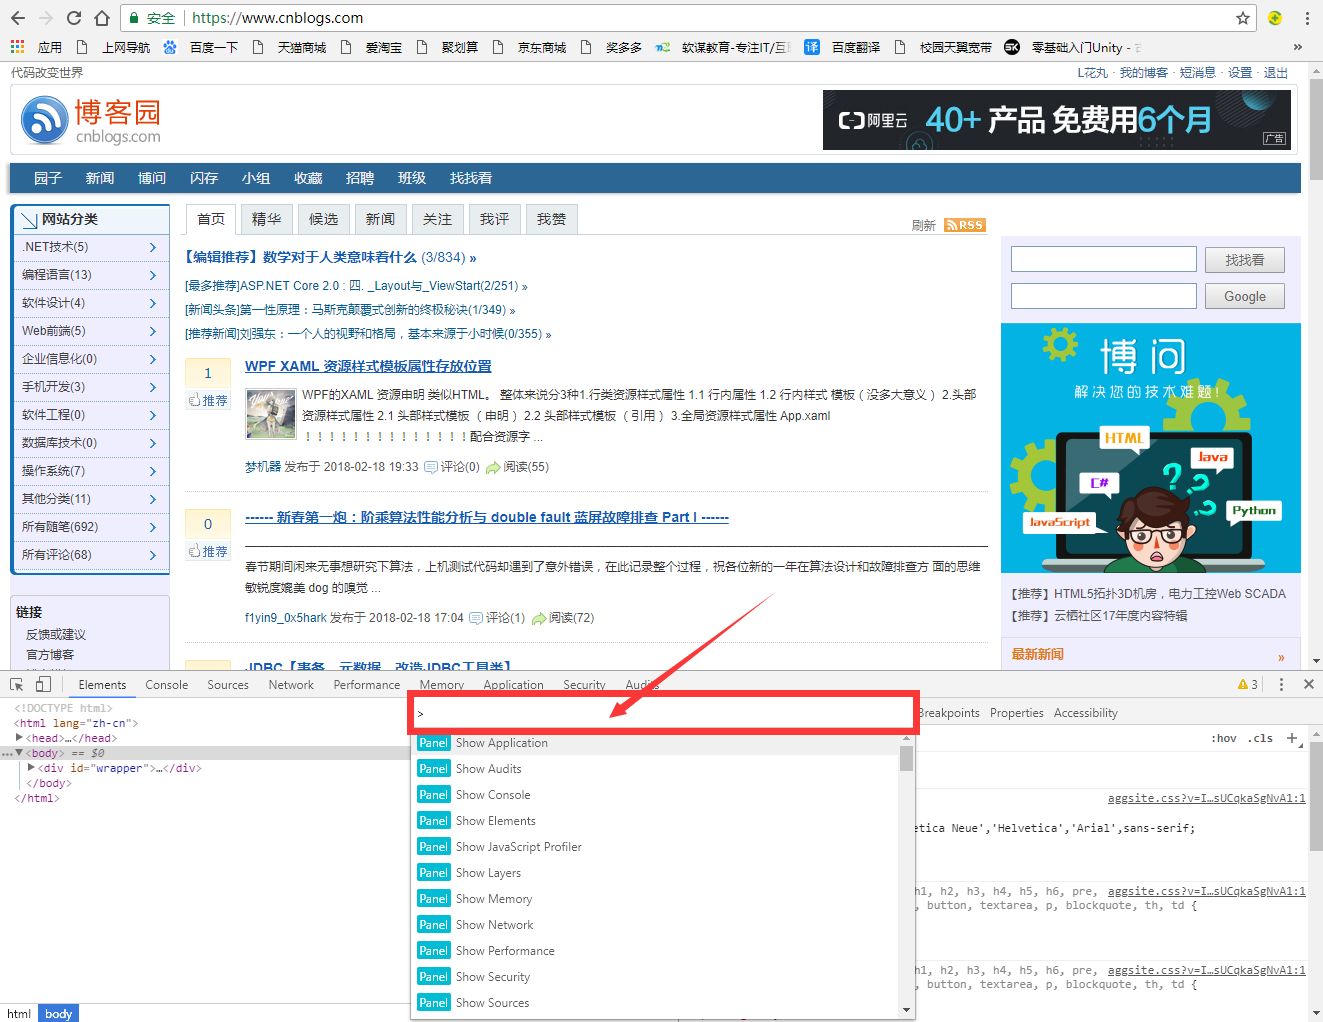 安全 https://www.cnblogs.com
应用 上网导航 百度一下 天猫商城 爱淘宝 聚划算 京东商城 奖多多 软谋教育-专注IT/互 译 百度翻译 校园天翼宽带 SK 零基础入门Unity - »
代码改变世界
L花丸 · 我的博客 · 短消息 · 设置 · 退出
博客园
cnblogs.com
阿里云 40+ 产品 免费用6个月
广告
园子 新闻 博问 闪存 小组 收藏 招聘 班级 找找看
网站分类
.NET技术(5)
编程语言(13)
软件设计(4)
Web前端(5)
企业信息化(0)
手机开发(3)
软件工程(0)
数据库技术(0)
操作系统(7)
其他分类(11)
所有随笔(692)
所有评论(68)
链接
反馈或建议
官方博客
首页 精华 候选 新闻 关注 我评 我赞
刷新 RSS
【编辑推荐】数学对于人类意味着什么 (3/834) »
[最多推荐]ASP.NET Core 2.0 : 四. _Layout与_ViewStart(2/251) »
[新闻头条]第一性原理：马斯克颠覆式创新的终极秘诀(1/349) »
[推荐新闻]刘强东：一个人的视野和格局，基本来源于小时候(0/355) »
1
推荐
WPF XAML 资源样式模板属性存放位置
WPF的XAML 资源申明 类似HTML。 整体来说分3种1.行类资源样式属性 1.1 行内属性 1.2 行内样式 模板（没多大意义） 2.头部
资源样式属性 2.1 头部样式模板 （申明） 2.2 头部样式模板 （引用） 3.全局资源样式属性 App.xaml
！！！！！！！！！！！！！！配合资源字 ...
梦机器 发布于 2018-02-18 19:33 评论(0) 阅读(55)
0
推荐
------ 新春第一炮：阶乘算法性能分析与 double fault 蓝屏故障排查 Part I ------
春节期间闲来无事想研究下算法，上机测试代码却遇到了意外错误，在此记录整个过程，祝各位新的一年在算法设计和故障排查方 面的思维
敏锐度媲美 dog 的嗅觉 ...
f1yin9_0x5hark 发布于 2018-02-18 17:04 评论(1) 阅读(72)
JDBC【事务、元数据、改造JDBC工具类】
找找看
Google
博问
解决您的技术难题!
HTML
Java
C#
Python
JavaScript
【推荐】HTML5拓扑3D机房，电力工控Web SCADA
【推荐】云栖社区17年度内容特辑
最新新闻 »
Elements Console Sources Network Performance Memory Application Security Audits 3
<!DOCTYPE html>
<html lang="zh-cn">
<head>…</head>
…<body> == $0
<div id="wrapper">…</div>
</body>
</html>
html body
>
Panel Show Application
Panel Show Audits
Panel Show Console
Panel Show Elements
Panel Show JavaScript Profiler
Panel Show Layers
Panel Show Memory
Panel Show Network
Panel Show Performance
Panel Show Security
Panel Show Sources
Breakpoints Properties Accessibility
:hov .cls +
aggsite.css?v=I…sUCqkaSgNvA1:1
etica Neue','Helvetica','Arial',sans-serif;
h1, h2, h3, h4, h5, h6, pre, aggsite.css?v=I…sUCqkaSgNvA1:1
, button, textarea, p, blockquote, th, td {
h1, h2, h3, h4, h5, h6, pre, aggsite.css?v=I…sUCqkaSgNvA1:1
, button, textarea, p, blockquote, th, td {